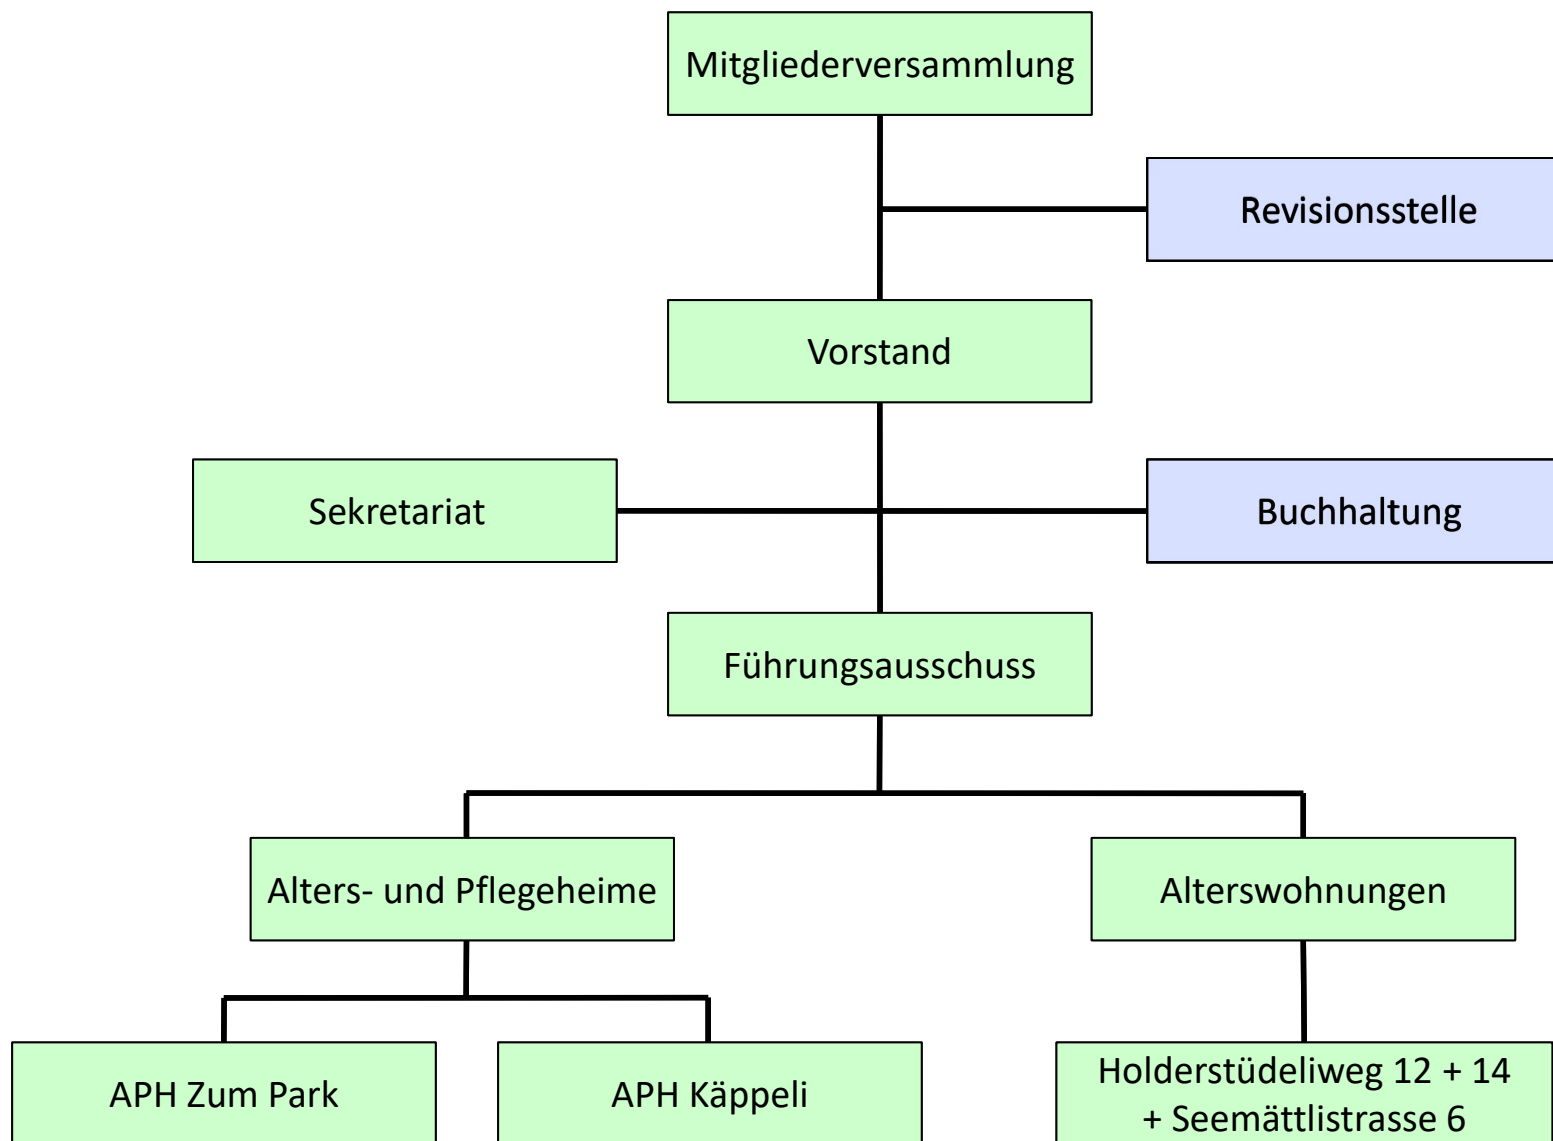 Mitgliederversammlung
Revisionsstelle
Vorstand
Sekretariat
Buchhaltung
Führungsausschuss
Alters- und Pflegeheime
Alterswohnungen
APH Zum Park
APH Käppeli
Holderstüdeliweg 12 + 14
+ Seemättlistrasse 6